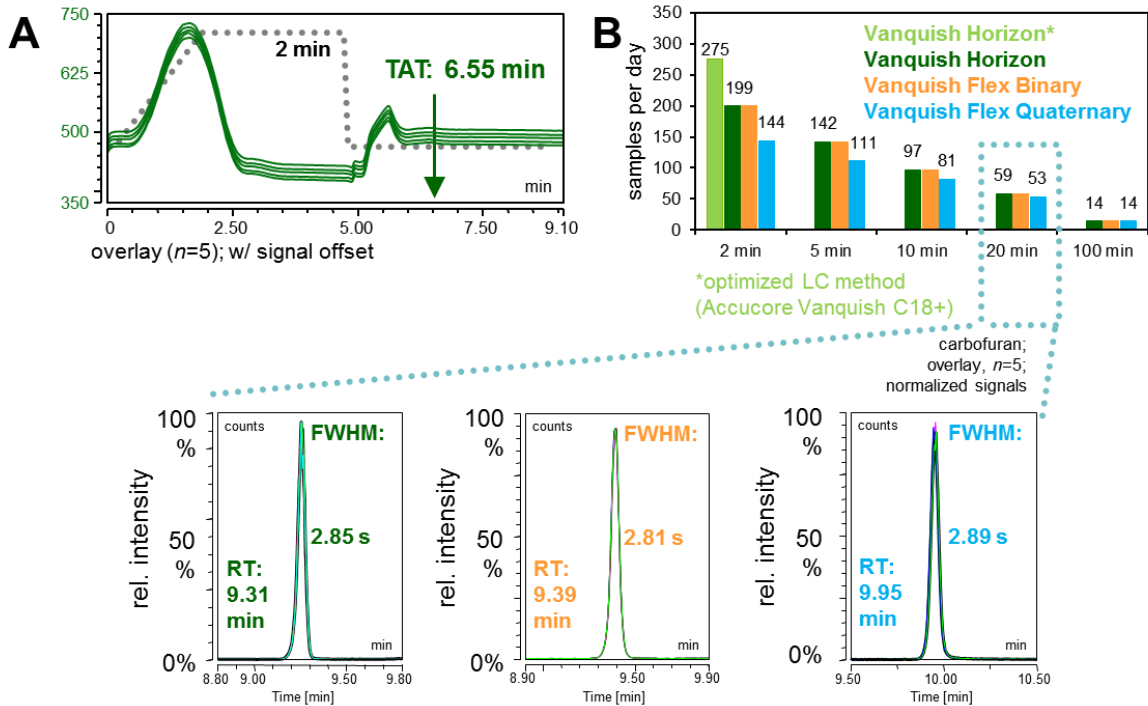 A
750
625
500
450
350
2 min
TAT: 6.55 min
min
0
2.50
5.00
7.50
9.10
overlay (n=5); w/ signal offset
B
samples per day
350
300
250
200
150
100
50
0
Vanquish Horizon*
Vanquish Horizon
Vanquish Flex Binary
Vanquish Flex Quaternary
275
199
144
142
111
97
81
59
53
14
14
2 min
5 min
10 min
20 min
100 min
*optimized LC method
(Accucore Vanquish C18+)
carbofuran;
overlay, n=5;
normalized signals
rel. intensity
100
%
50
%
0%
counts
FWHM:
2.85 s
RT:
9.31
min
min
8.80
9.00
9.50
9.80
Time [min]
rel. intensity
100
%
50
%
0%
counts
FWHM:
2.81 s
RT:
9.39
min
min
8.90
9.50
9.90
Time [min]
rel. intensity
100
%
50
%
0%
counts
FWHM:
2.89 s
RT:
9.95
min
min
9.50
10.00
10.50
Time [min]